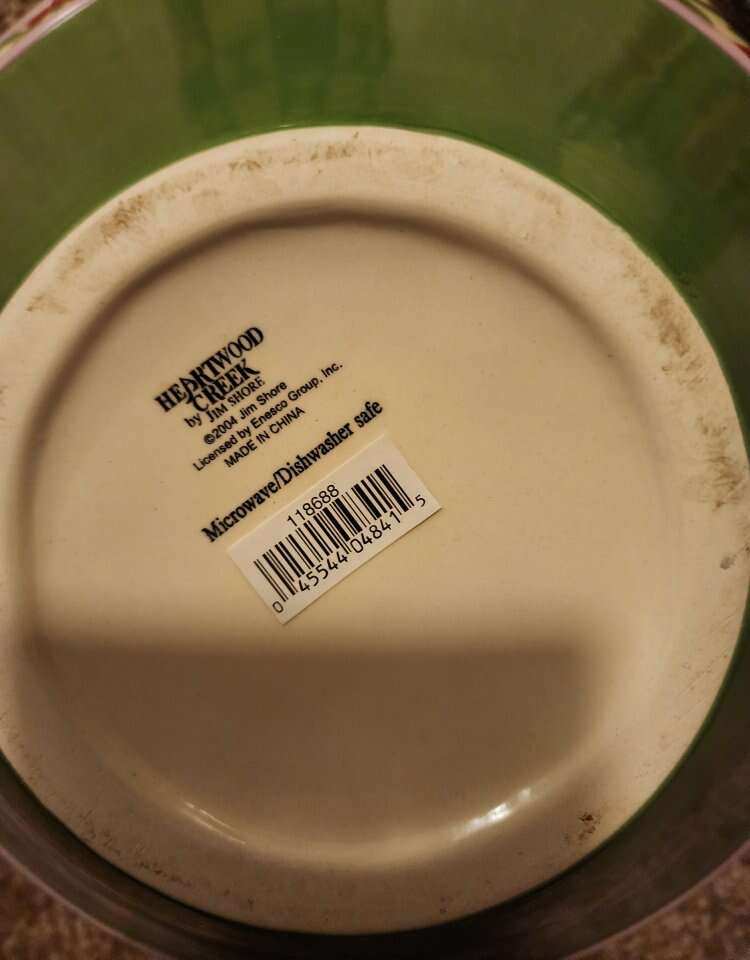 HEARTWOOD
CREEK
by JIM SHORE
©2004 Jim Shore
Licensed by Enesco Group, Inc.
MADE IN CHINA
Microwave/Dishwasher safe
118688
0 45544 04841 5